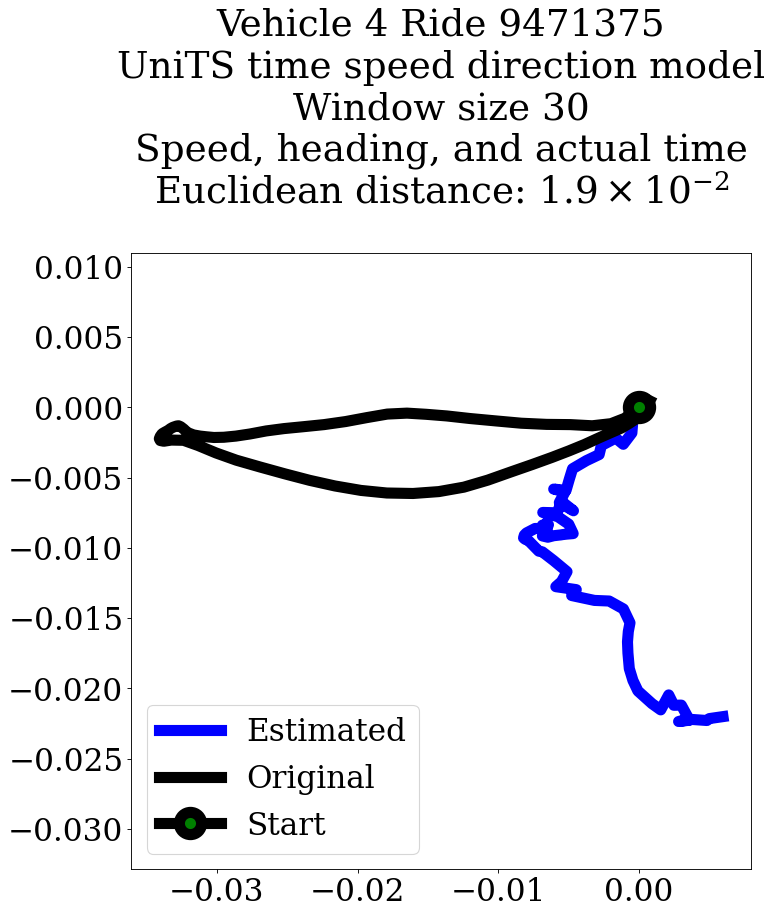 Vehicle 4 Ride 9471375
UniTS time speed direction model
Window size 30
Speed, heading, and actual time
Euclidean distance: 1.9 × 10⁻²
0.010
0.005
0.000
−0.005
−0.010
−0.015
−0.020
−0.025
−0.030
Estimated
Original
Start
−0.03
−0.02
−0.01
0.00